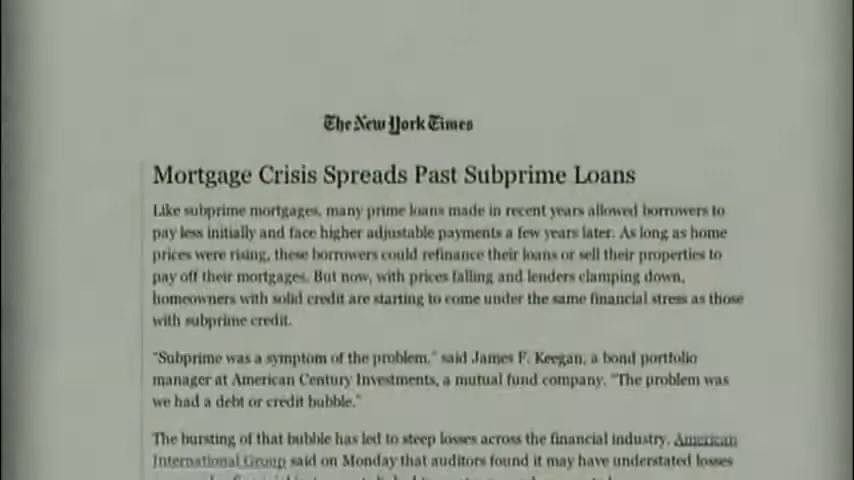 The New York Times
Mortgage Crisis Spreads Past Subprime Loans
Like subprime mortgages, many prime loans made in recent years allowed borrowers to
pay less initially and face higher adjustable payments a few years later. As long as home
prices were rising, these borrowers could refinance their loans or sell their properties to
pay off their mortgages. But now, with prices falling and lenders clamping down,
homeowners with solid credit are starting to come under the same financial stress as those
with subprime credit.
"Subprime was a symptom of the problem," said James F. Keegan, a bond portfolio
manager at American Century Investments, a mutual fund company. "The problem was
we had a debt or credit bubble."
The bursting of that bubble has led to steep losses across the financial industry. American
International Group said on Monday that auditors found it may have understated losses